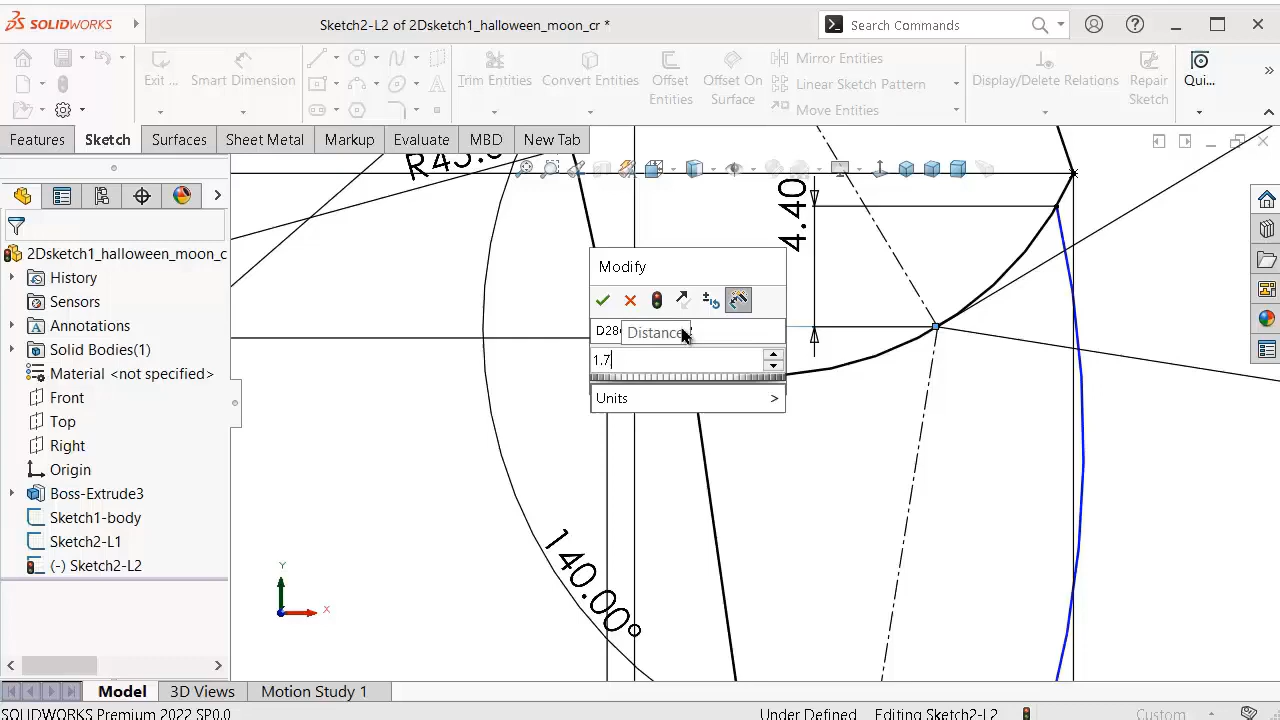 SOLIDWORKS
Sketch2-L2 of 2Dsketch1_halloween_moon_cr *
Search Commands
Exit ...
Smart Dimension
Trim Entities
Convert Entities
Offset Entities
Offset On Surface
Mirror Entities
Linear Sketch Pattern
Move Entities
Display/Delete Relations
Repair Sketch
Qui...
Features
Sketch
Surfaces
Sheet Metal
Markup
Evaluate
MBD
New Tab
2Dsketch1_halloween_moon_c
History
Sensors
Annotations
Solid Bodies(1)
Material <not specified>
Front
Top
Right
Origin
Boss-Extrude3
Sketch1-body
Sketch2-L1
(-) Sketch2-L2
4.40
Modify
Distance
1.7
Units
140.00°
Y
X
Model
3D Views
Motion Study 1
SOLIDWORKS Premium 2022 SP0.0
Under Defined
Editing Sketch2-L2
Custom